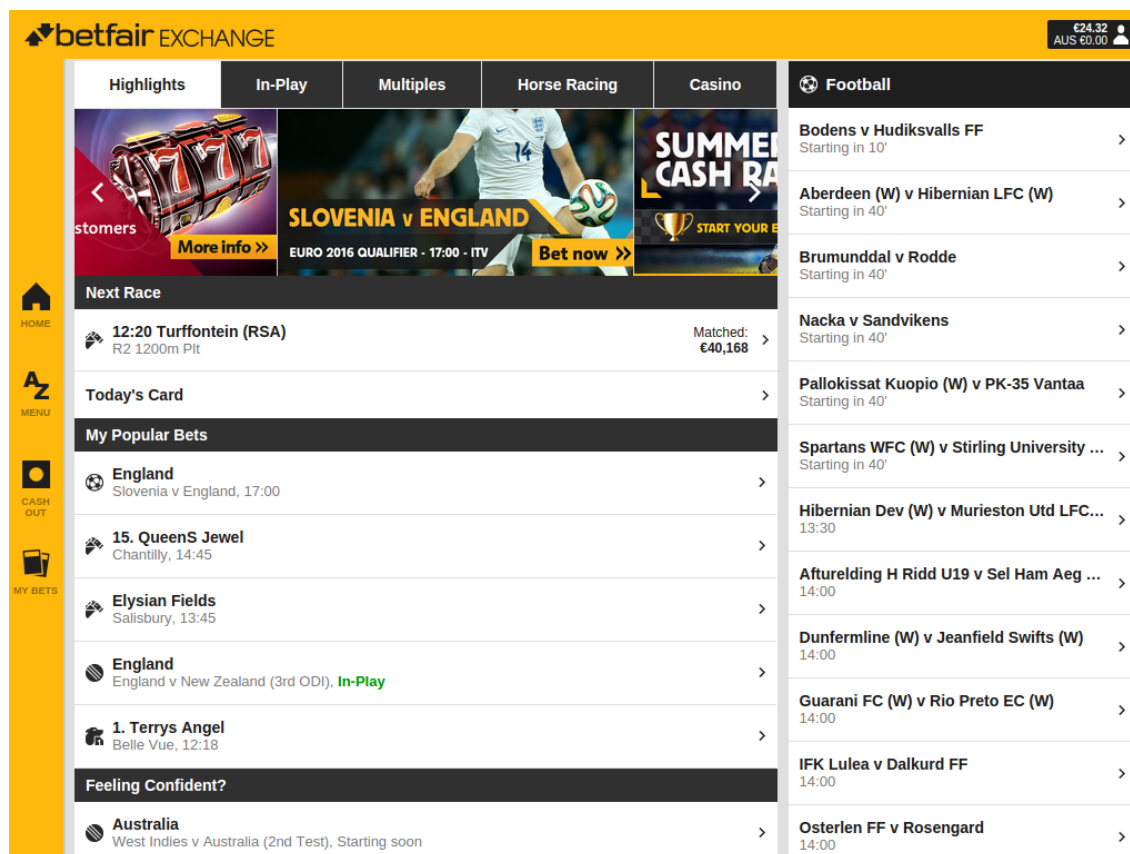 betfair EXCHANGE
€24.32
AUS €0.00
HOME
MENU
CASH
OUT
MY BETS
Highlights
In-Play
Multiples
Horse Racing
Casino
777
stomers
More info »
14
SLOVENIA v ENGLAND
EURO 2016 QUALIFIER - 17:00 - ITV
Bet now »
SUMMER
CASH RA
START YOUR E
Next Race
12:20 Turffontein (RSA)
R2 1200m Plt
Matched:
€40,168
Today's Card
My Popular Bets
England
Slovenia v England, 17:00
15. QueenS Jewel
Chantilly, 14:45
Elysian Fields
Salisbury, 13:45
England
England v New Zealand (3rd ODI), In-Play
1. Terrys Angel
Belle Vue, 12:18
Feeling Confident?
Australia
West Indies v Australia (2nd Test), Starting soon
Football
Bodens v Hudiksvalls FF
Starting in 10'
Aberdeen (W) v Hibernian LFC (W)
Starting in 40'
Brumunddal v Rodde
Starting in 40'
Nacka v Sandvikens
Starting in 40'
Pallokissat Kuopio (W) v PK-35 Vantaa
Starting in 40'
Spartans WFC (W) v Stirling University ...
Starting in 40'
Hibernian Dev (W) v Murieston Utd LFC...
13:30
Afturelding H Ridd U19 v Sel Ham Aeg ...
14:00
Dunfermline (W) v Jeanfield Swifts (W)
14:00
Guarani FC (W) v Rio Preto EC (W)
14:00
IFK Lulea v Dalkurd FF
14:00
Osterlen FF v Rosengard
14:00